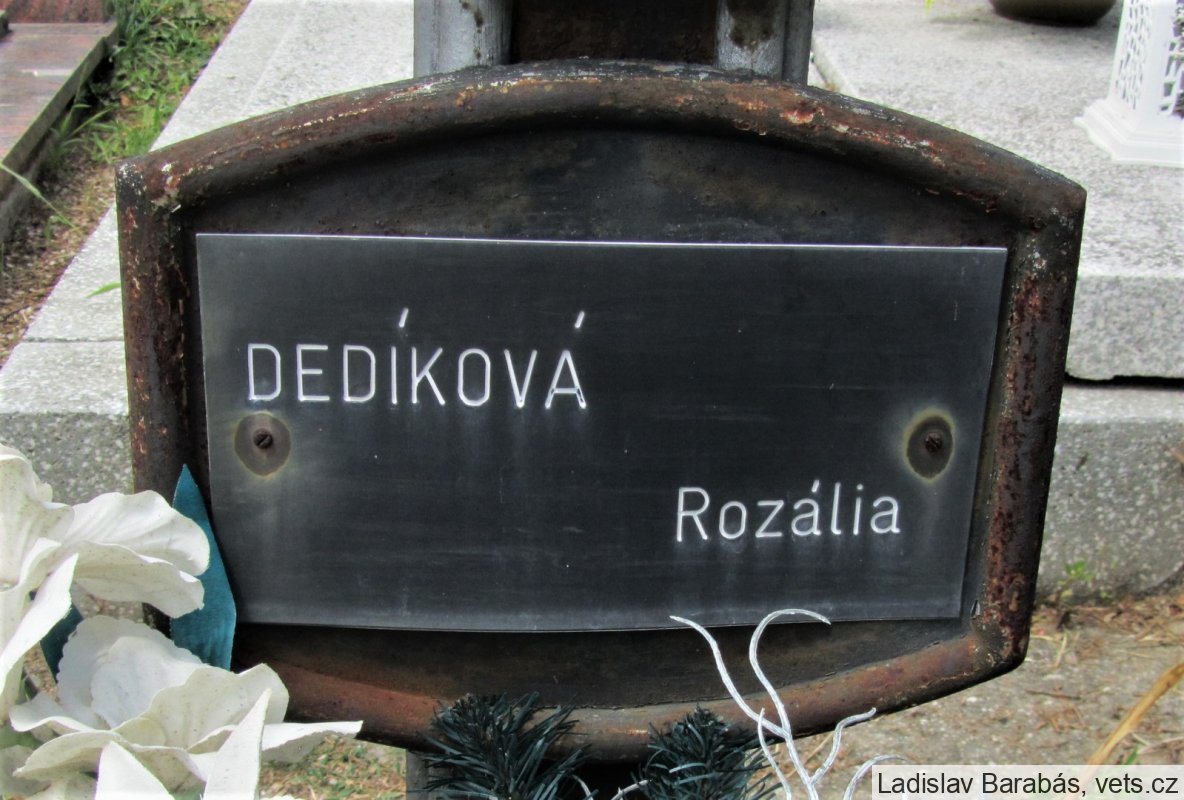 DEDÍKOVÁ
Rozália
Ladislav Barabás, vets.cz